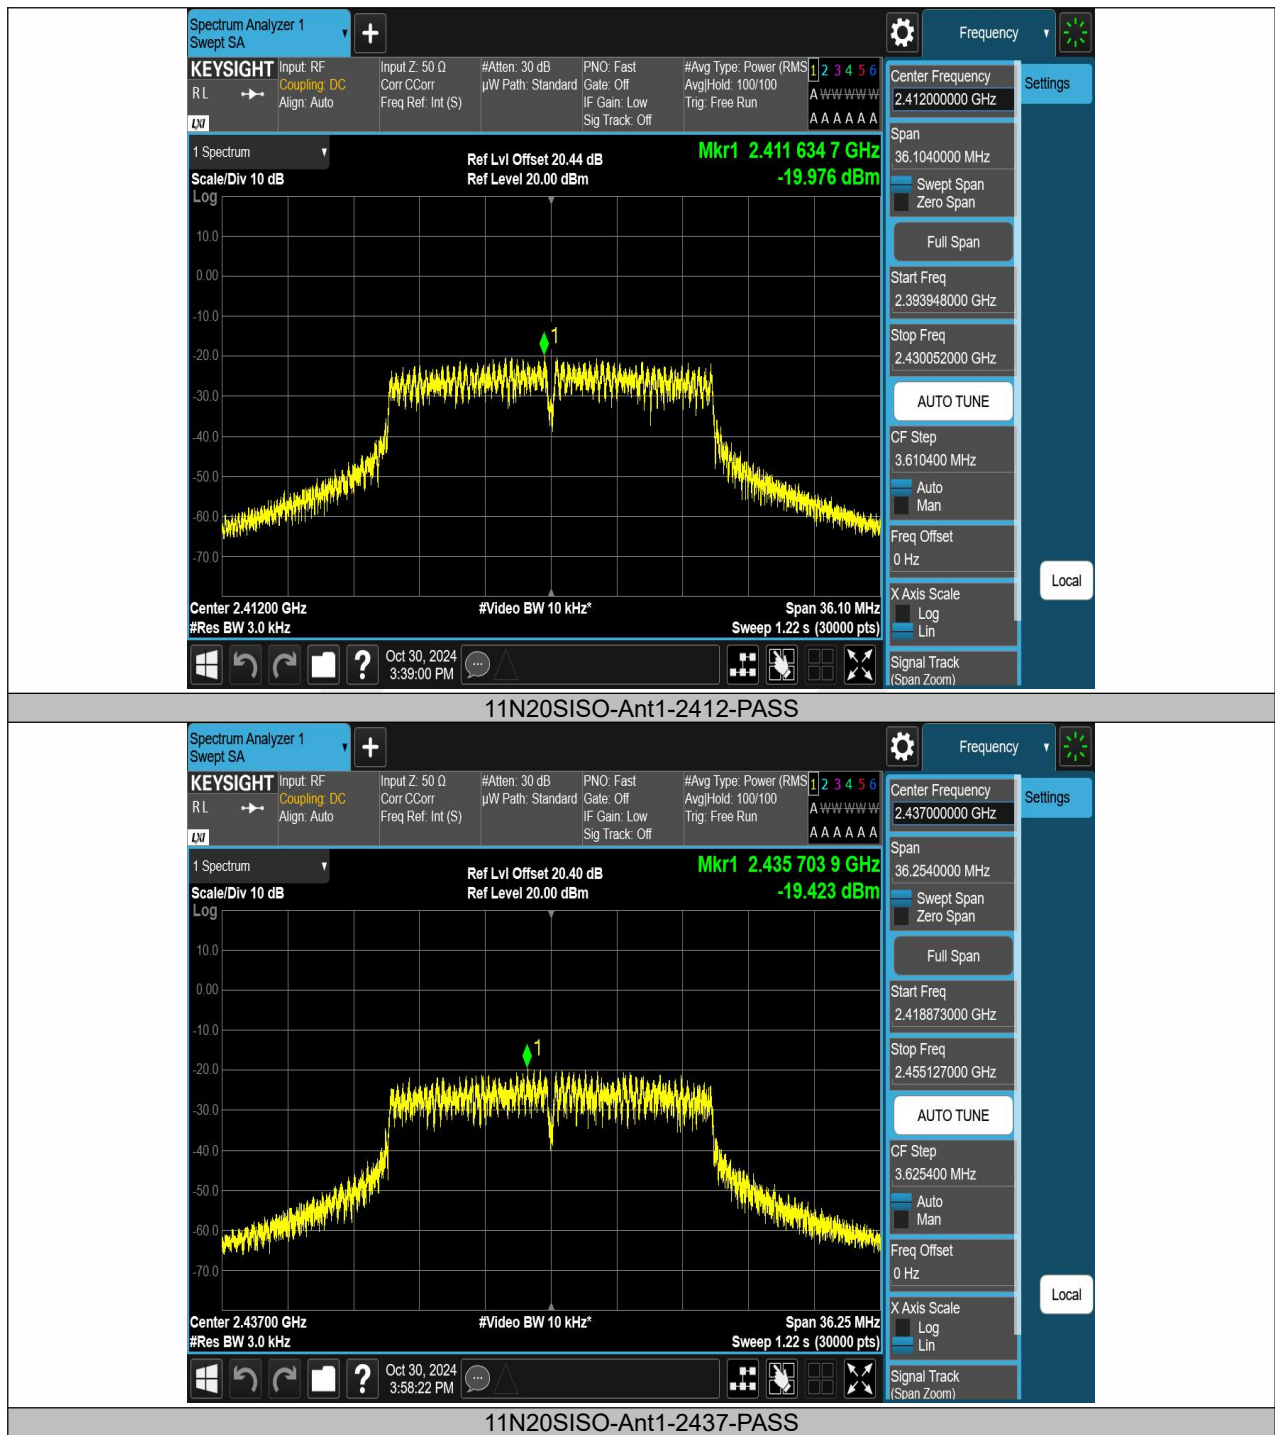 Spectrum Analyzer 1
Swept SA
Frequency
KEYSIGHT
RL
LXI
Input: RF
Coupling: DC
Align: Auto
Input Z: 50 Ω
Corr CCorr
Freq Ref: Int (S)
#Atten: 30 dB
µW Path: Standard
PNO: Fast
Gate: Off
IF Gain: Low
Sig Track: Off
#Avg Type: Power (RMS
Avg|Hold: 100/100
Trig: Free Run
1 2 3 4 5 6
A W W W W W
A A A A A A
1 Spectrum
Scale/Div 10 dB
Log
Ref Lvl Offset 20.44 dB
Ref Level 20.00 dBm
Mkr1 2.411 634 7 GHz
-19.976 dBm
10.0
0.00
-10.0
-20.0
-30.0
-40.0
-50.0
-60.0
-70.0
1
Center 2.41200 GHz
#Res BW 3.0 kHz
#Video BW 10 kHz*
Span 36.10 MHz
Sweep 1.22 s (30000 pts)
Center Frequency
2.412000000 GHz
Settings
Span
36.1040000 MHz
Swept Span
Zero Span
Full Span
Start Freq
2.393948000 GHz
Stop Freq
2.430052000 GHz
AUTO TUNE
CF Step
3.610400 MHz
Auto
Man
Freq Offset
0 Hz
X Axis Scale
Log
Lin
Signal Track
(Span Zoom)
Local
Oct 30, 2024
3:39:00 PM
11N20SISO-Ant1-2412-PASS
Spectrum Analyzer 1
Swept SA
Frequency
KEYSIGHT
RL
LXI
Input: RF
Coupling: DC
Align: Auto
Input Z: 50 Ω
Corr CCorr
Freq Ref: Int (S)
#Atten: 30 dB
µW Path: Standard
PNO: Fast
Gate: Off
IF Gain: Low
Sig Track: Off
#Avg Type: Power (RMS
Avg|Hold: 100/100
Trig: Free Run
1 2 3 4 5 6
A W W W W W
A A A A A A
1 Spectrum
Scale/Div 10 dB
Log
Ref Lvl Offset 20.40 dB
Ref Level 20.00 dBm
Mkr1 2.435 703 9 GHz
-19.423 dBm
10.0
0.00
-10.0
-20.0
-30.0
-40.0
-50.0
-60.0
-70.0
1
Center 2.43700 GHz
#Res BW 3.0 kHz
#Video BW 10 kHz*
Span 36.25 MHz
Sweep 1.22 s (30000 pts)
Center Frequency
2.437000000 GHz
Settings
Span
36.2540000 MHz
Swept Span
Zero Span
Full Span
Start Freq
2.418873000 GHz
Stop Freq
2.455127000 GHz
AUTO TUNE
CF Step
3.625400 MHz
Auto
Man
Freq Offset
0 Hz
X Axis Scale
Log
Lin
Signal Track
(Span Zoom)
Local
Oct 30, 2024
3:58:22 PM
11N20SISO-Ant1-2437-PASS